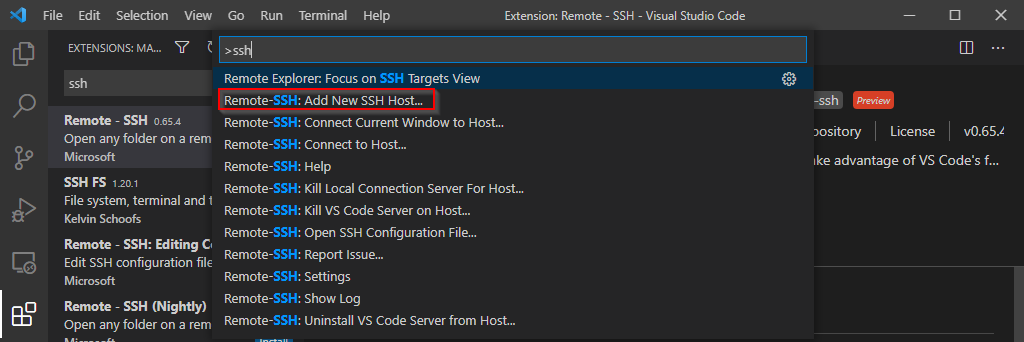 File Edit Selection View Go Run Terminal Help Extension: Remote - SSH - Visual Studio Code
EXTENSIONS: MA...
>ssh
ssh
Remote Explorer: Focus on SSH Targets View
Remote-SSH: Add New SSH Host...
Remote-SSH: Connect Current Window to Host...
Remote-SSH: Connect to Host...
Remote-SSH: Help
Remote-SSH: Kill Local Connection Server For Host...
Remote-SSH: Kill VS Code Server on Host...
Remote-SSH: Open SSH Configuration File...
Remote-SSH: Report Issue...
Remote-SSH: Settings
Remote-SSH: Show Log
Remote-SSH: Uninstall VS Code Server from Host...
Remote - SSH 0.65.4
Open any folder on a rem
Microsoft
SSH FS 1.20.1
File system, terminal and t
Kelvin Schoofs
Remote - SSH: Editing Co
Edit SSH configuration file
Microsoft
Remote - SSH (Nightly)
Open any folder on a rem
Microsoft
Install
-ssh Preview
pository License v0.65.4
ke advantage of VS Code's f...